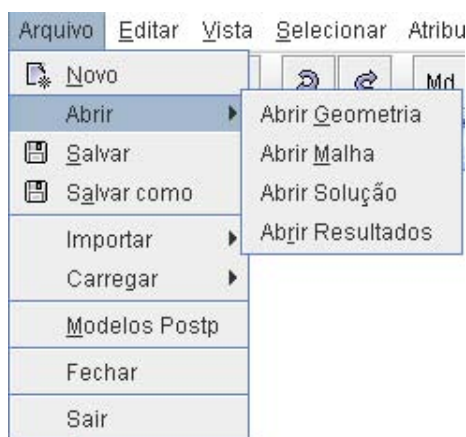 Arquivo Editar Vista Selecionar Atribu
Novo
Md
Abrir
Abrir Geometria
Abrir Malha
Abrir Solução
Abrir Resultados
Salvar
Salvar como
Importar
Carregar
Modelos Postp
Fechar
Sair